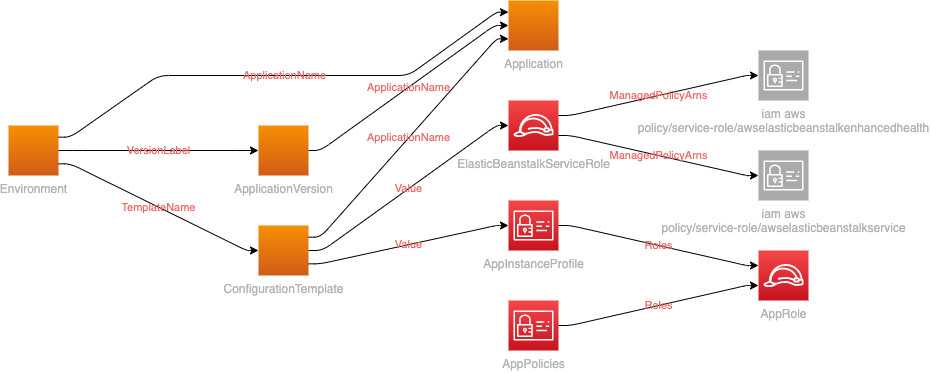 Application
ApplicationName
ApplicationName
ManagedPolicyArns
iam aws
policy/service-role/awselasticbeanstalkenhancedhealth
ApplicationName
VersionLabel
ManagedPolicyArns
ElasticBeanstalkServiceRole
Environment
ApplicationVersion
Value
TemplateName
iam aws
policy/service-role/awselasticbeanstalkservice
Value
Roles
AppInstanceProfile
ConfigurationTemplate
Roles
AppRole
AppPolicies